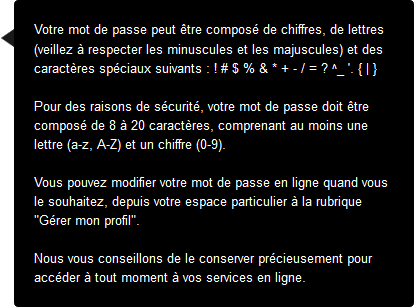 Votre mot de passe peut être composé de chiffres, de lettres
(veillez à respecter les minuscules et les majuscules) et des
caractères spéciaux suivants : ! # $ % & * + - / = ? ^_ '. { | }
Pour des raisons de sécurité, votre mot de passe doit être
composé de 8 à 20 caractères, comprenant au moins une
lettre (a-z, A-Z) et un chiffre (0-9).
Vous pouvez modifier votre mot de passe en ligne quand vous
le souhaitez, depuis votre espace particulier à la rubrique
"Gérer mon profil".
Nous vous conseillons de le conserver précieusement pour
accéder à tout moment à vos services en ligne.